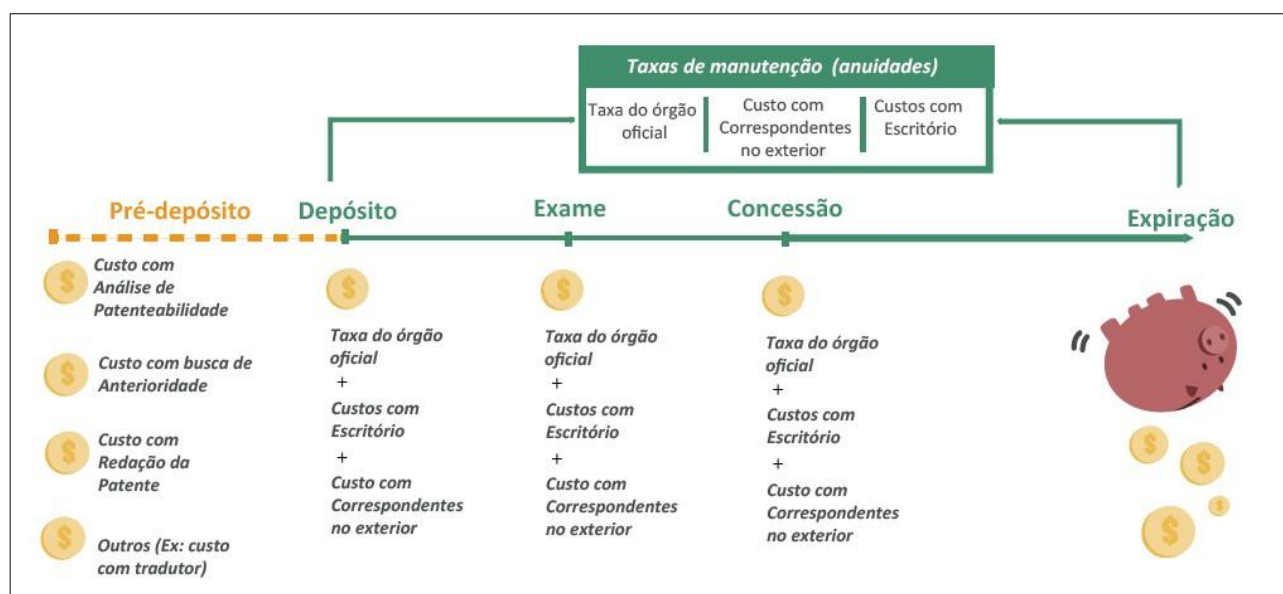 Taxas de manutenção (anuidades)
Taxa do órgão
oficial
Custo com
Correspondentes
no exterior
Custos com
Escritório
Pré-depósito
Depósito
Exame
Concessão
Expiração
$
Custo com
Análise de
Patenteabilidade
$
Custo com busca de
Anterioridade
$
Custo com
Redação da
Patente
$
Outros (Ex: custo
com tradutor)
$
Taxa do órgão
oficial
+
Custos com
Escritório
+
Custo com
Correspondentes
no exterior
$
Taxa do órgão
oficial
+
Custos com
Escritório
+
Custo com
Correspondentes
no exterior
$
Taxa do órgão
oficial
+
Custos com
Escritório
+
Custo com
Correspondentes
no exterior
$
$
$
$